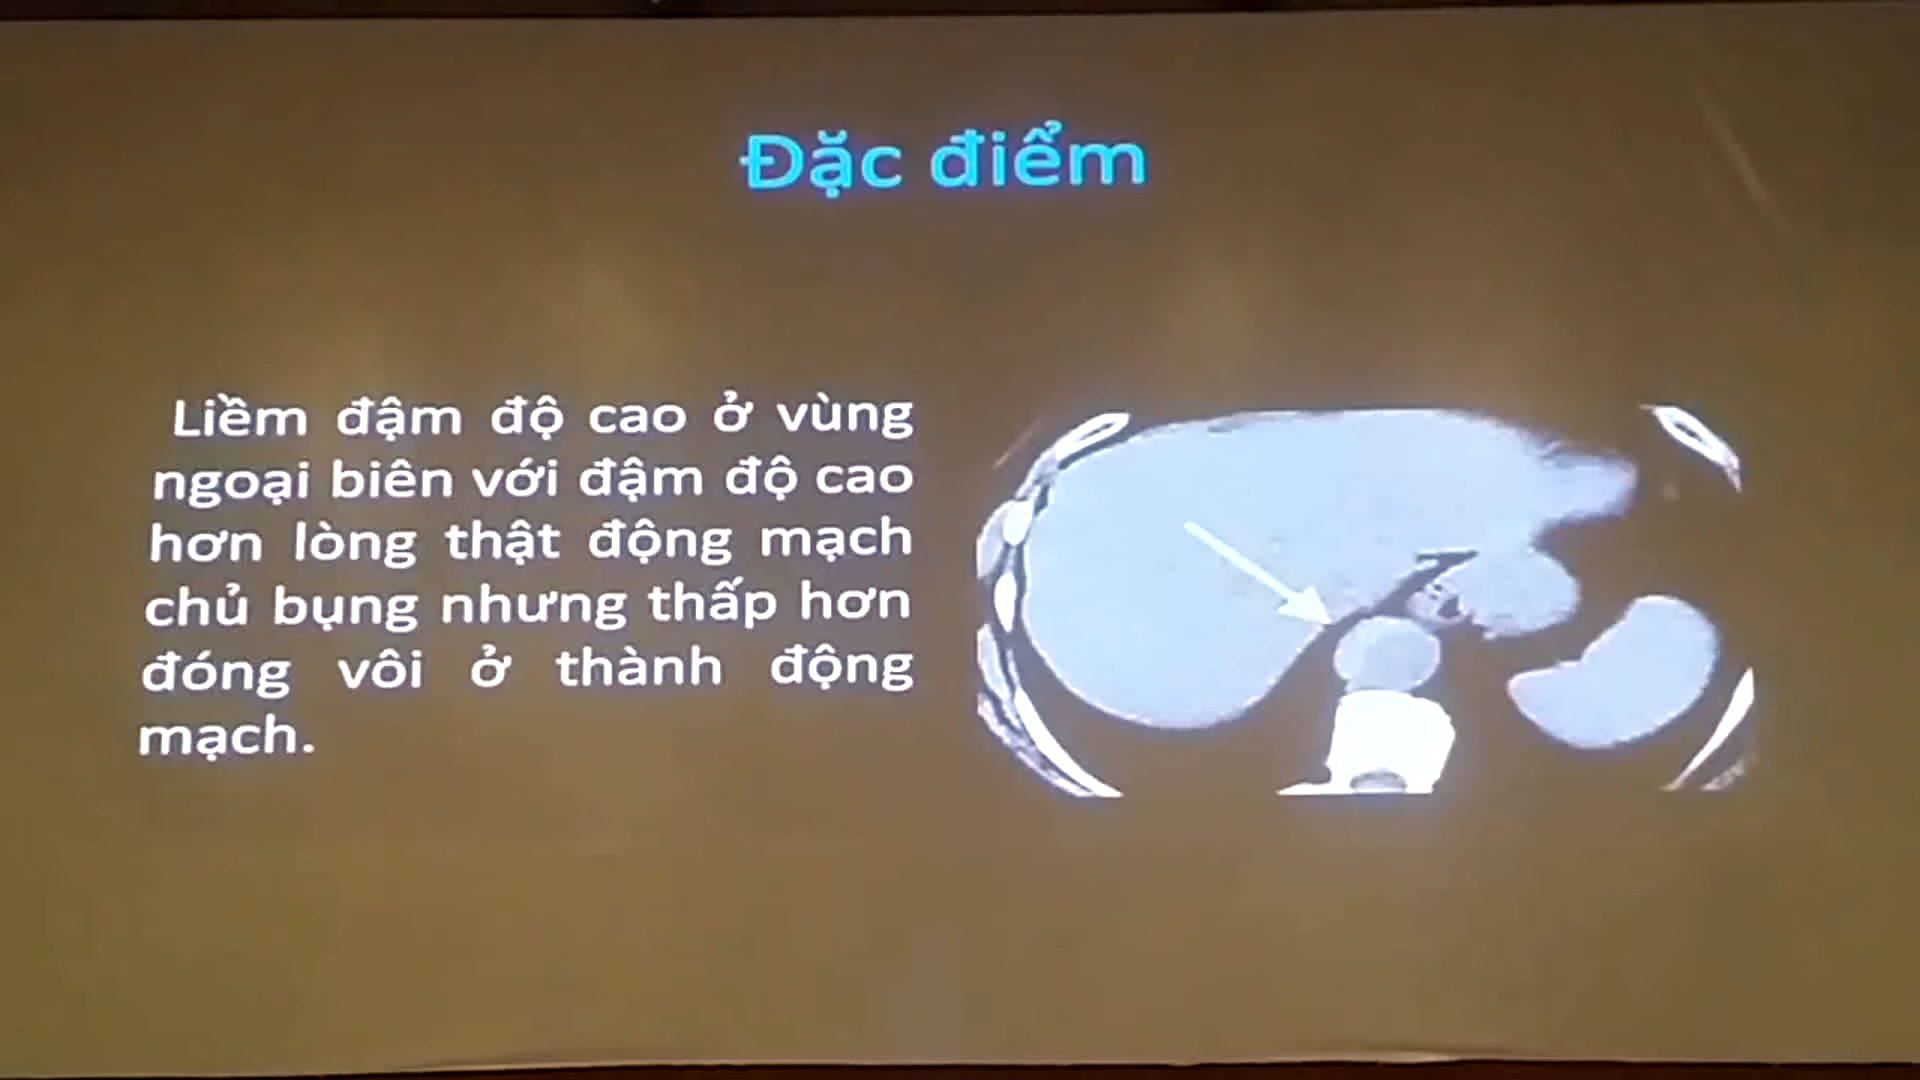 Đặc điểm
Liềm đậm độ cao ở vùng
ngoại biên với đậm độ cao
hơn lòng thật động mạch
chủ bụng nhưng thấp hơn
đóng vôi ở thành động
mạch.